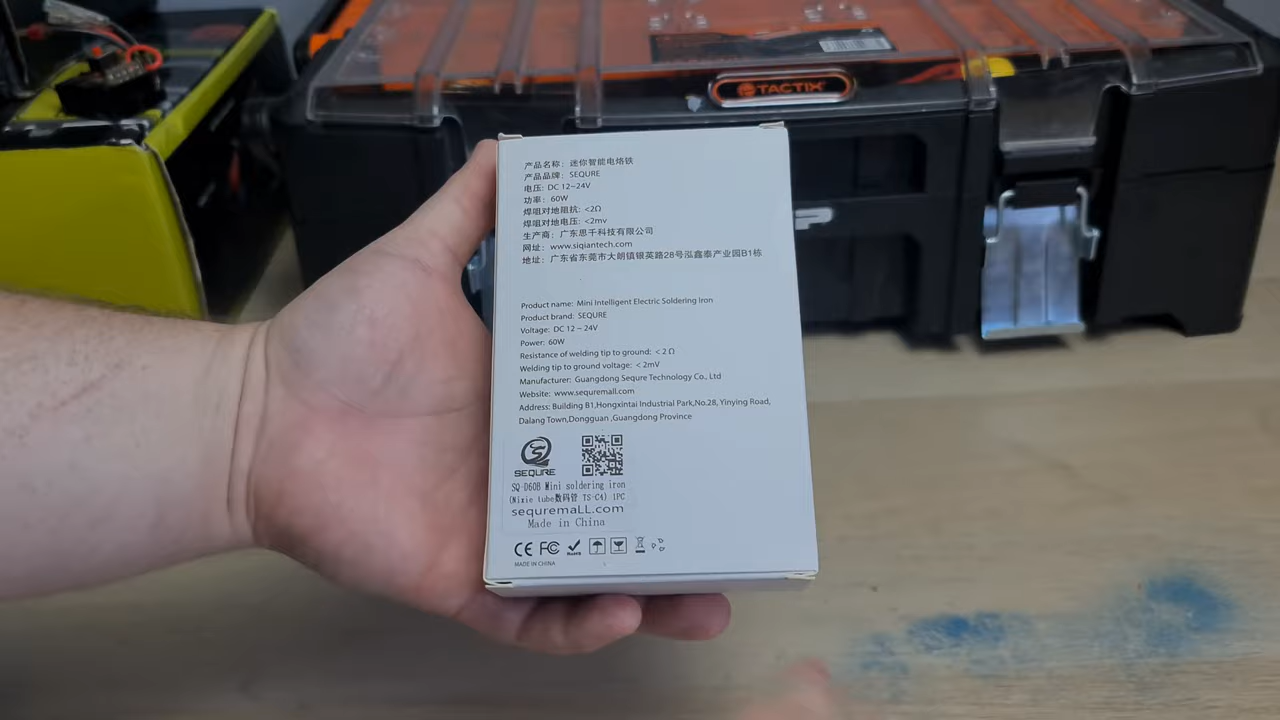 TACTIX
产品名称：迷你智能电烙铁
产品品牌：SEQURE
电压: DC 12~24V
功率：60W
焊咀对地阻抗: <2Ω
焊咀对地电压: <2mv
生产商：广东思千科技有限公司
网址：www.siqiantech.com
地址：广东省东莞市大朗镇银英路28号泓鑫泰产业园B1栋
Product name: Mini Intelligent Electric Soldering Iron
Product brand: SEQURE
Voltage: DC 12 ~ 24V
Power: 60W
Resistance of welding tip to ground: < 2 Ω
Welding tip to ground voltage: < 2mV
Manufacturer: Guangdong Sequre Technology Co., Ltd
Website: www.sequremall.com
Address: Building B1,Hongxintai Industrial Park,No.28, Yinying Road,
Dalang Town,Dongguan ,Guangdong Province
SEQURE
SQ-D60B Mini soldering iron
(Nixie tube数码管 TS-C4) 1PC
sequremaLL.com
Made in China
CE FC RoHS
MADE IN CHINA